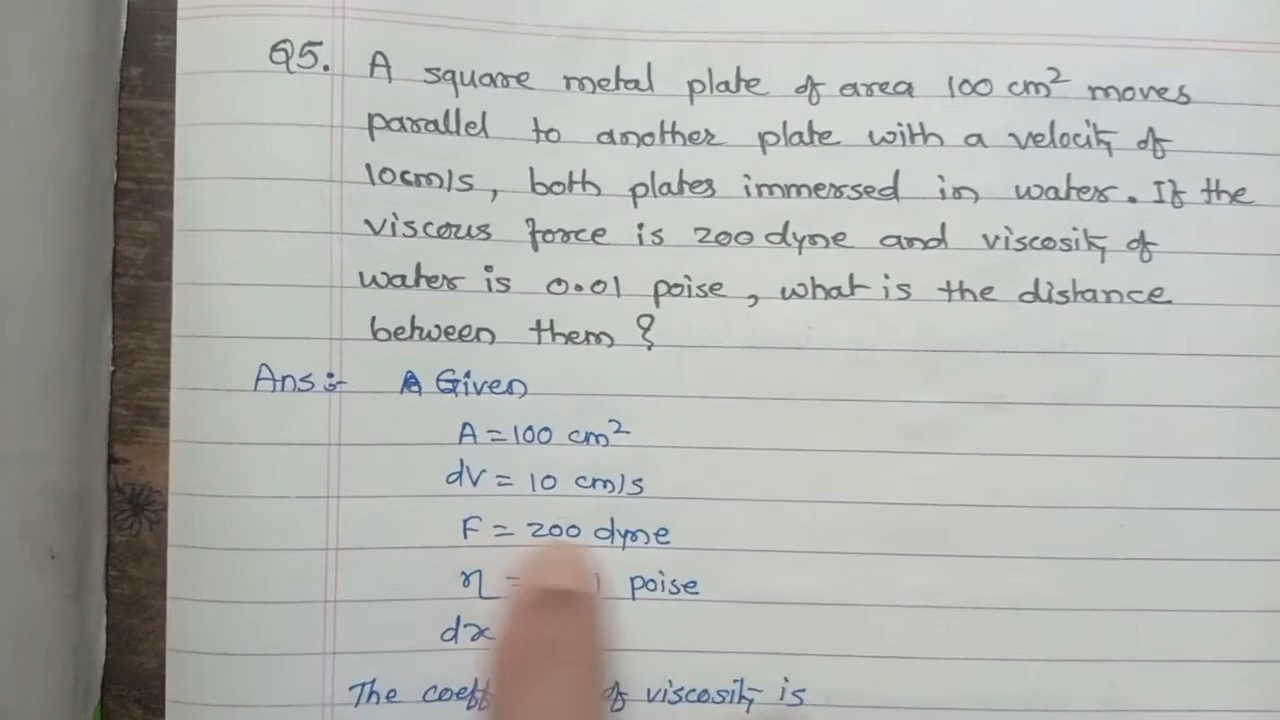 Q5. A square metal plate of area 100 cm² moves
parallel to another plate with a velocity of
10cm/s, both plates immersed in water. If the
viscous force is 200 dyne and viscosity of
water is 0.01 poise, what is the distance
between them?
Ans:- Given
A = 100 cm²
dv = 10 cm/s
F = 200 dyne
η = poise
dx
The of viscosity is